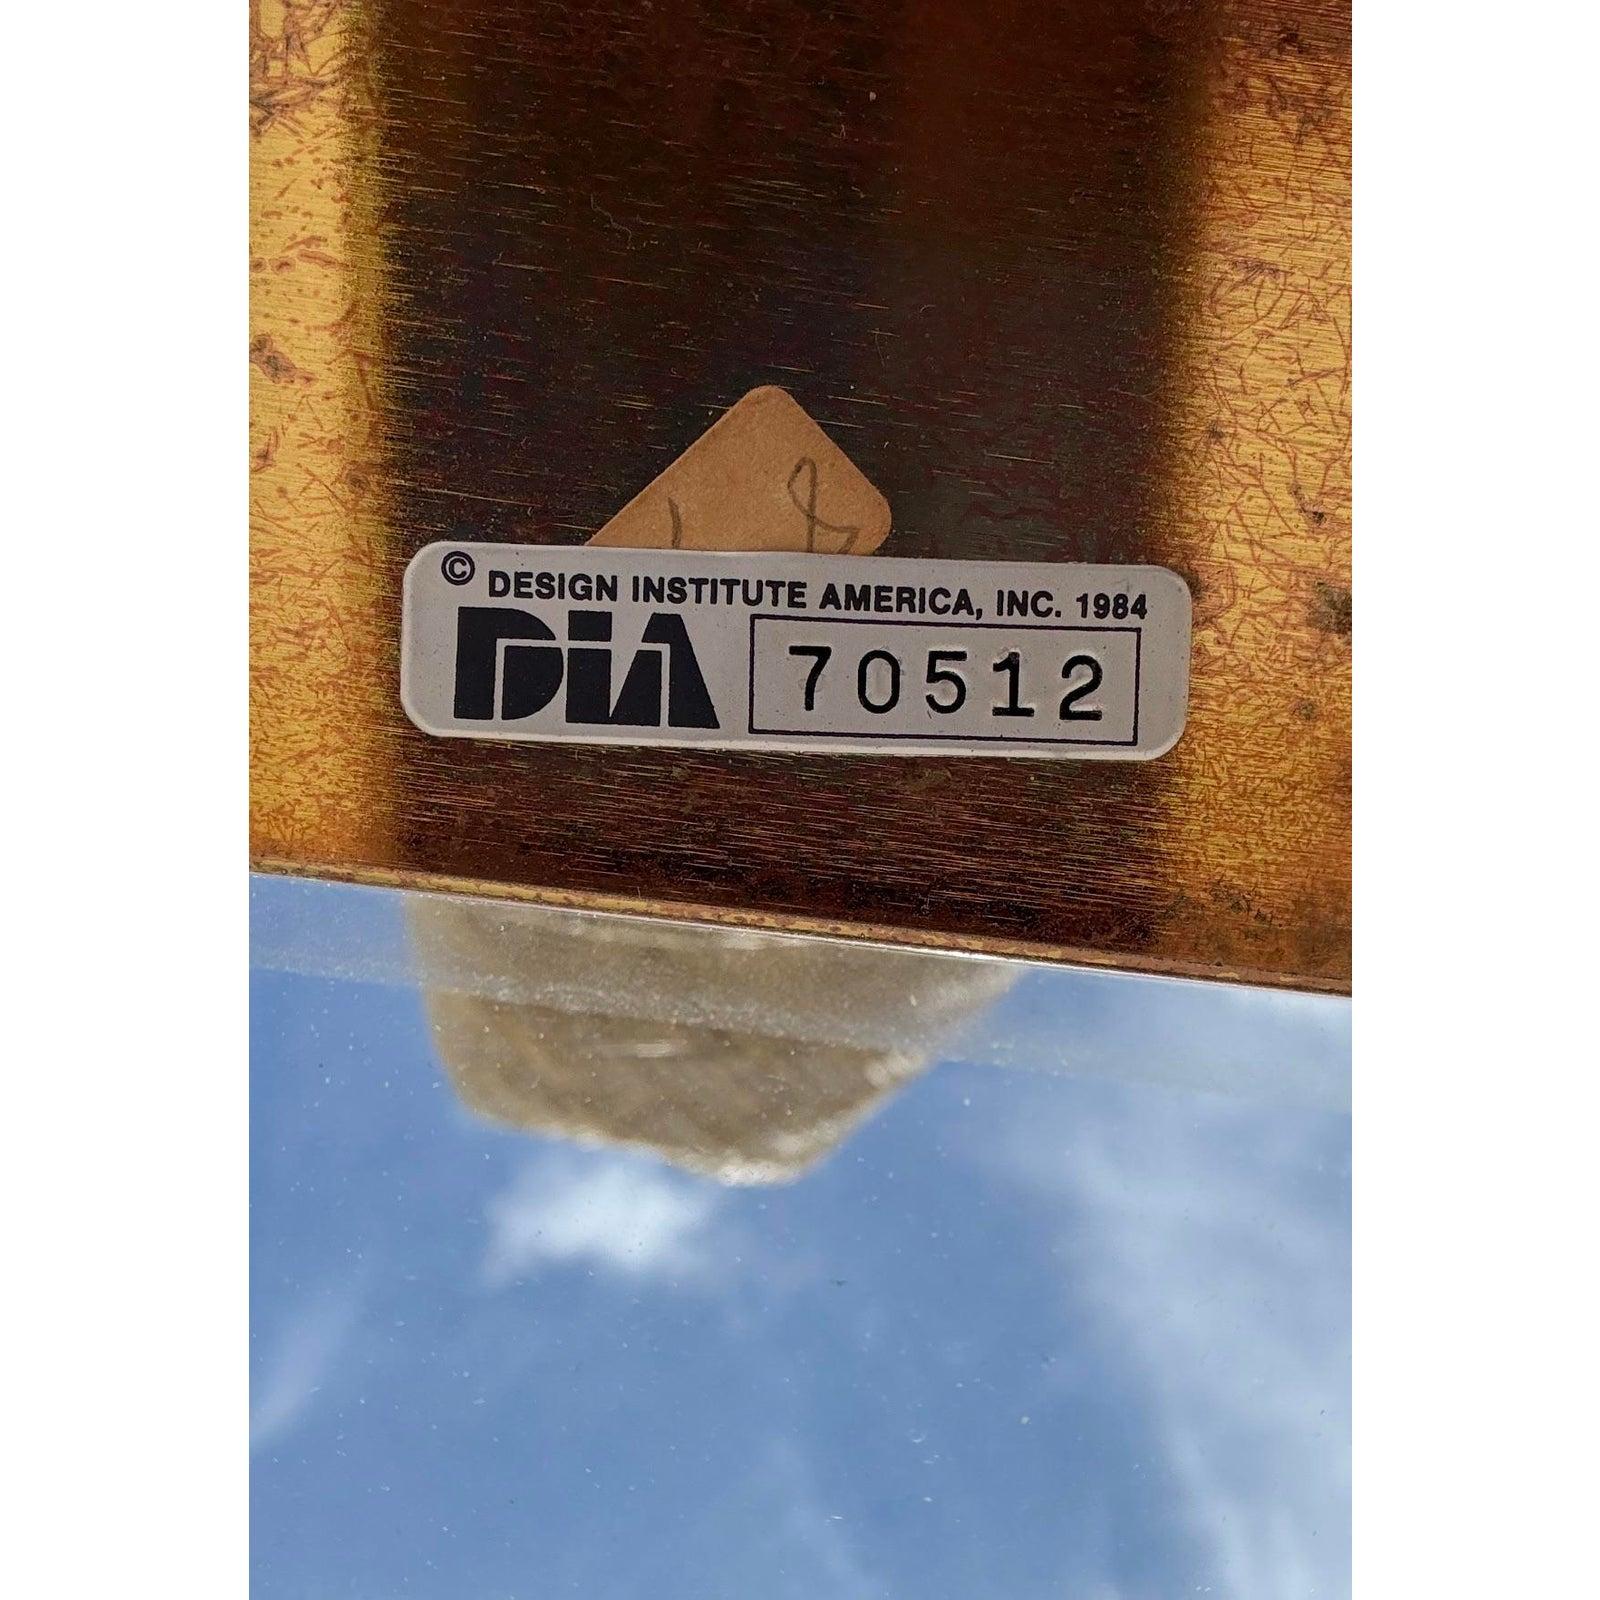 © DESIGN INSTITUTE AMERICA, INC. 1984
DIA 70512